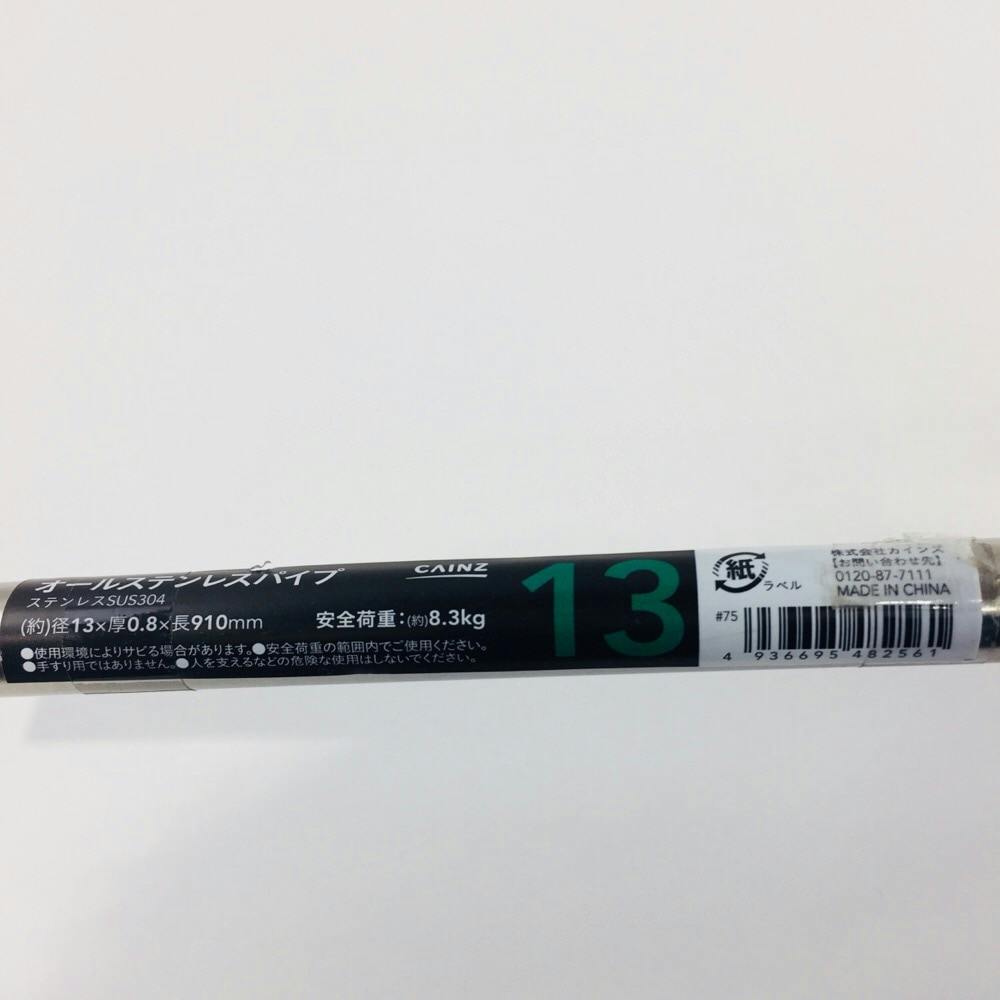 オールステンレスパイプ
ステンレスSUS304
(約)径13×厚0.8×長910mm
安全荷重:(約)8.3kg
●使用環境によりサビる場合があります。●安全荷重の範囲内でご使用ください。
●手すり用ではありません。●人を支えるなどの危険な使用はしないでください。
CAINZ
13
紙
ラベル
#75
株式会社カインズ
【お問い合わせ先】
0120-87-7111
MADE IN CHINA
4 936695 482561